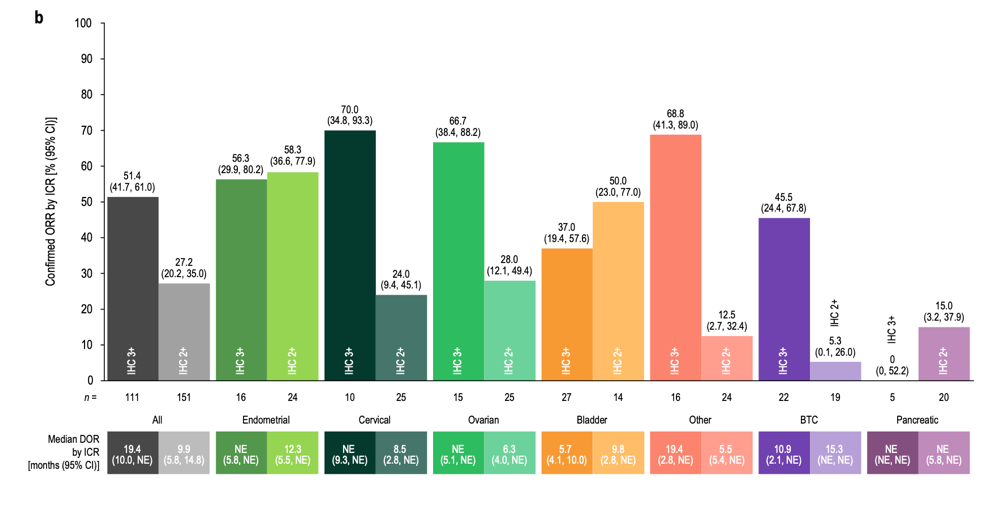 b
Confirmed ORR by ICR [% (95% CI)]
100
90
80
70
60
50
40
30
20
10
0
51.4
(41.7, 61.0)
IHC 3+
27.2
(20.2, 35.0)
IHC 2+
56.3
(29.9, 80.2)
IHC 3+
58.3
(36.6, 77.9)
IHC 2+
70.0
(34.8, 93.3)
IHC 3+
24.0
(9.4, 45.1)
IHC 2+
66.7
(38.4, 88.2)
IHC 3+
28.0
(12.1, 49.4)
IHC 2+
37.0
(19.4, 57.6)
IHC 3+
50.0
(23.0, 77.0)
IHC 2+
68.8
(41.3, 89.0)
IHC 3+
12.5
(2.7, 32.4)
IHC 2+
45.5
(24.4, 67.8)
IHC 3+
IHC 2+
5.3
(0.1, 26.0)
IHC 3+
0
(0, 52.2)
15.0
(3.2, 37.9)
IHC 2+
n = 111 151 16 24 10 25 15 25 27 14 16 24 22 19 5 20
All Endometrial Cervical Ovarian Bladder Other BTC Pancreatic
Median DOR
by ICR
[months (95% CI)]
19.4 9.9 NE 12.3 NE 8.5 NE 6.3 5.7 9.8 19.4 5.5 10.9 15.3 NE NE
(10.0, NE) (5.8, 14.8) (5.8, NE) (5.5, NE) (9.3, NE) (2.8, NE) (5.1, NE) (4.0, NE) (4.1, 10.0) (2.8, NE) (2.8, NE) (5.4, NE) (2.1, NE) (NE, NE) (NE, NE) (5.8, NE)